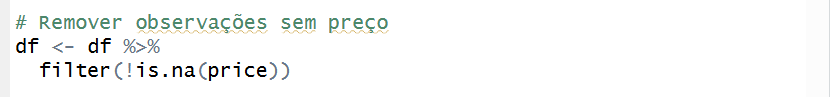 # Remover observações sem preço
df <- df %>%
  filter(!is.na(price))